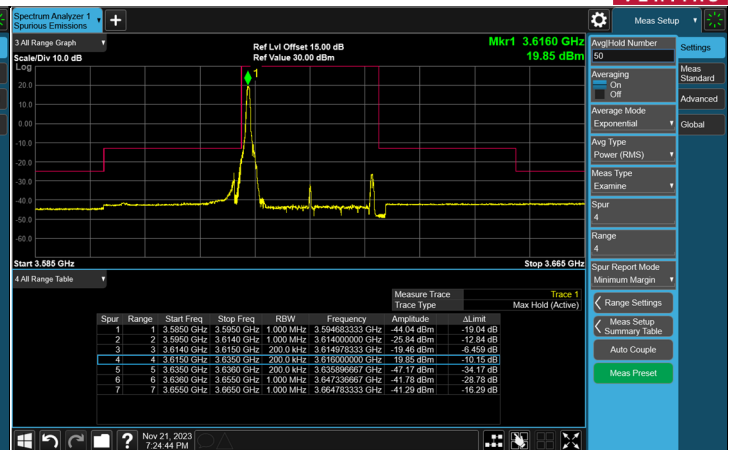 Spectrum Analyzer 1
Spurious Emissions
+
Meas Setup
3 All Range Graph
Scale/Div 10.0 dB
Ref Lvl Offset 15.00 dB
Ref Value 30.00 dBm
Mkr1 3.6160 GHz
19.85 dBm
Log
1
20.0
10.0
0.00
-10.0
-20.0
-30.0
-40.0
-50.0
-60.0
Start 3.585 GHz
Stop 3.665 GHz
4 All Range Table
Measure Trace Trace 1
Trace Type Max Hold (Active)
Spur Range Start Freq Stop Freq RBW Frequency Amplitude ΔLimit
1 1 3.5850 GHz 3.5950 GHz 1.000 MHz 3.594683333 GHz -44.04 dBm -19.04 dB
2 2 3.5950 GHz 3.6140 GHz 1.000 MHz 3.614000000 GHz -25.84 dBm -12.84 dB
3 3 3.6140 GHz 3.6150 GHz 200.0 kHz 3.614978333 GHz -19.46 dBm -6.459 dB
4 4 3.6150 GHz 3.6350 GHz 200.0 kHz 3.616000000 GHz 19.85 dBm -10.15 dB
5 5 3.6350 GHz 3.6360 GHz 200.0 kHz 3.635896667 GHz -47.17 dBm -34.17 dB
6 6 3.6360 GHz 3.6550 GHz 1.000 MHz 3.647336667 GHz -41.78 dBm -28.78 dB
7 7 3.6550 GHz 3.6650 GHz 1.000 MHz 3.664783333 GHz -41.29 dBm -16.29 dB
?
Nov 21, 2023
7:24:44 PM
Avg|Hold Number
50
Averaging
On
Off
Average Mode
Exponential
Avg Type
Power (RMS)
Meas Type
Examine
Spur
4
Range
4
Spur Report Mode
Minimum Margin
Range Settings
Meas Setup
Summary Table
Auto Couple
Meas Preset
Settings
Meas
Standard
Advanced
Global